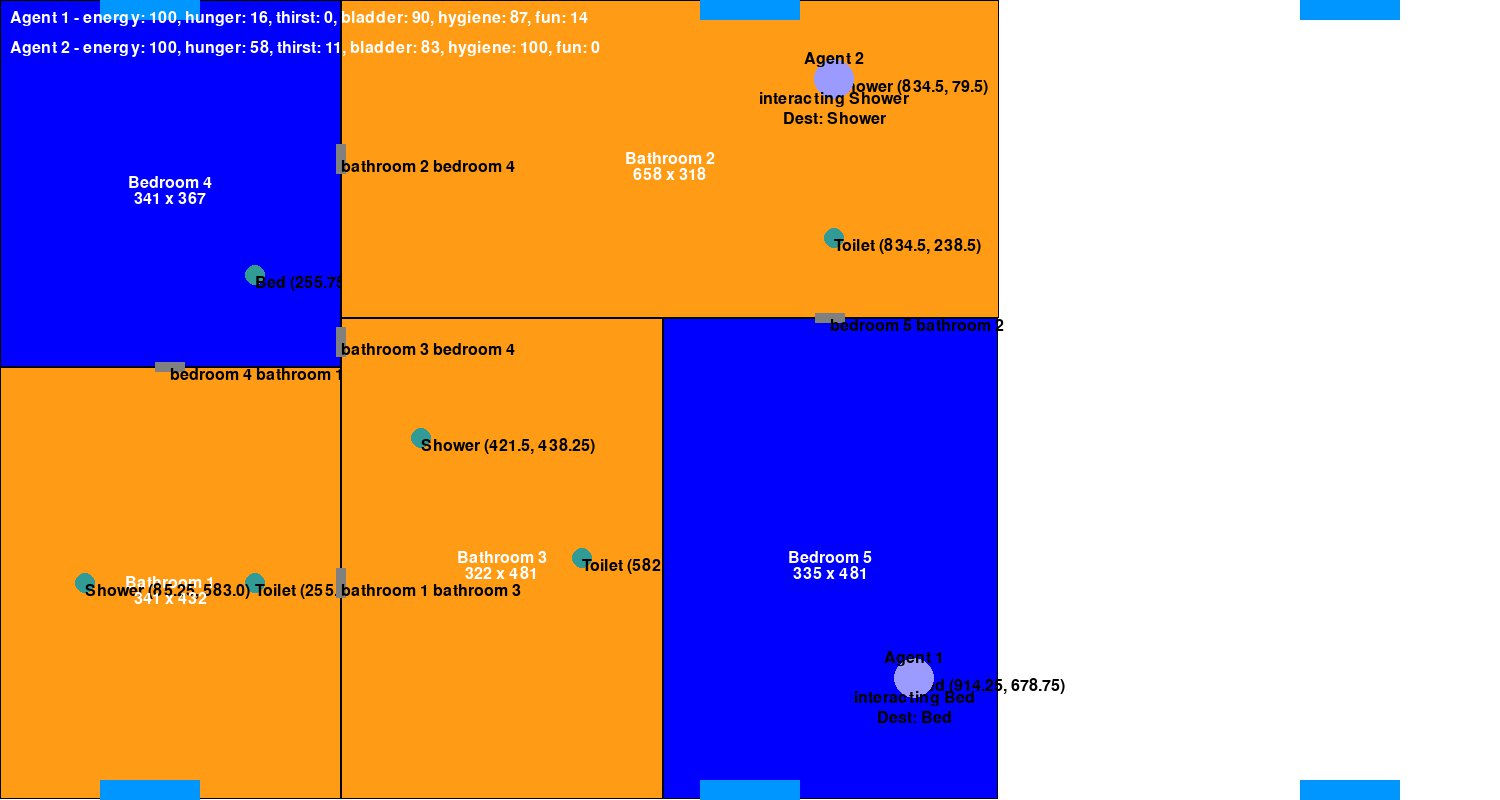 Agent 1 - energy: 100, hunger: 16, thirst: 0, bladder: 90, hygiene: 87, fun: 14
Agent 2 - energy: 100, hunger: 58, thirst: 11, bladder: 83, hygiene: 100, fun: 0
Agent 2
ower (834.5, 79.5)
interacting Shower
Dest: Shower
bathroom 2 bedroom 4
Bathroom 2
658 x 318
Bedroom 4
341 x 367
Toilet (834.5, 238.5)
Bed (255.75
bedroom 5 bathroom 2
bathroom 3 bedroom 4
bedroom 4 bathroom 1
Shower (421.5, 438.25)
Bathroom 3
322 x 481
Toilet (582
Bedroom 5
335 x 481
Bathroom 1
341 x 432
Shower (85.25, 583.0)
Toilet (255.
bathroom 1 bathroom 3
Agent 1
d (914.25, 678.75)
interacting Bed
Dest: Bed